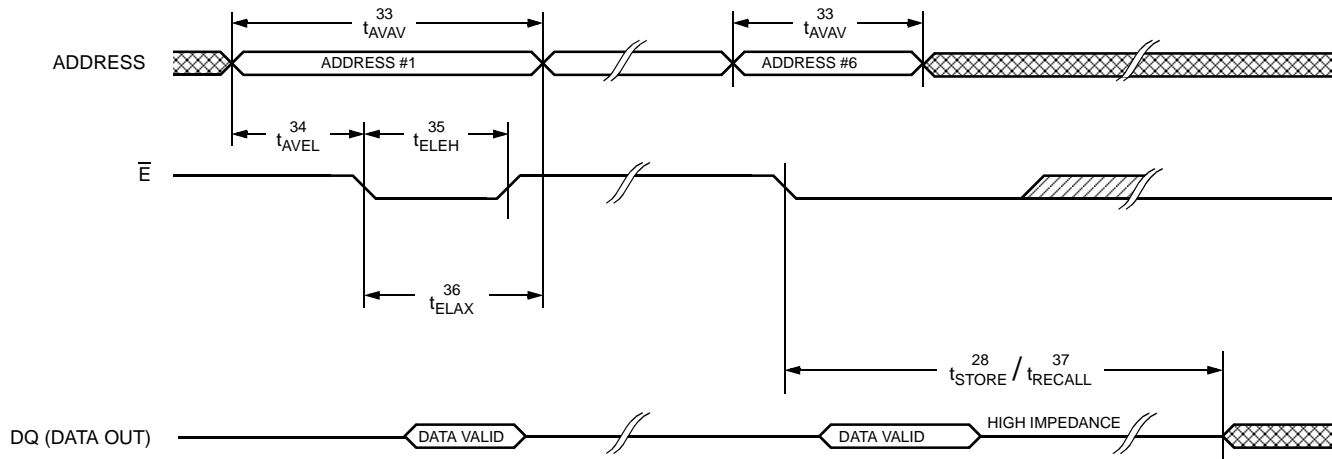 33
tAVAV
33
tAVAV
ADDRESS
ADDRESS #1
ADDRESS #6
34
tAVEL
35
tELEH
E
36
tELAX
28
tSTORE / 37
tRECALL
DQ (DATA OUT)
DATA VALID
DATA VALID
HIGH IMPEDANCE